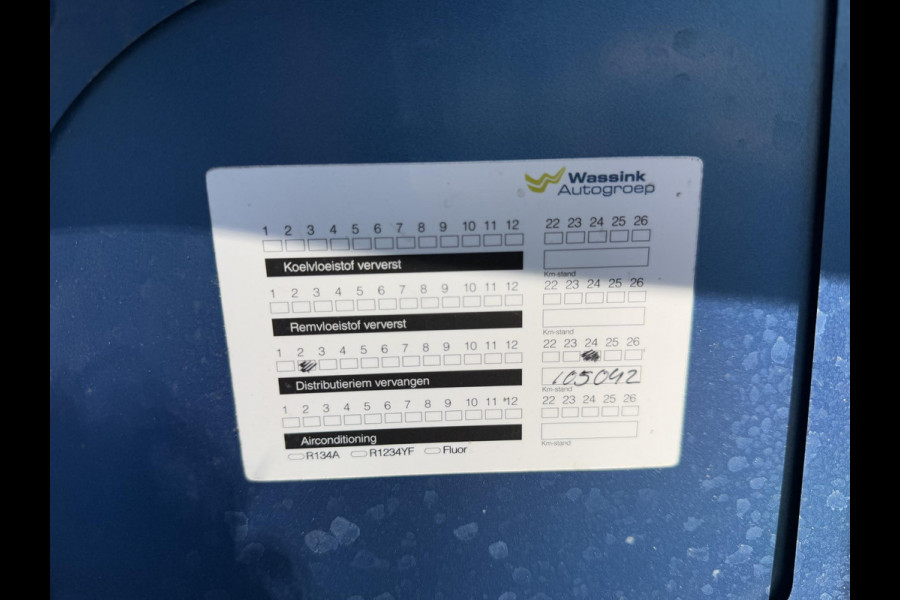 Wassink
Autogroep
1 2 3 4 5 6 7 8 9 10 11 12 22 23 24 25 26
Koelvloeistof ververst
Km-stand
1 2 3 4 5 6 7 8 9 10 11 12 22 23 24 25 26
Remvloeistof ververst
Km-stand
1 2 3 4 5 6 7 8 9 10 11 12 22 23 24 25 26
Distributieriem vervangen 105042
Km-stand
1 2 3 4 5 6 7 8 9 10 11 12 22 23 24 25 26
Airconditioning
Km-stand
R134A R1234YF Fluor